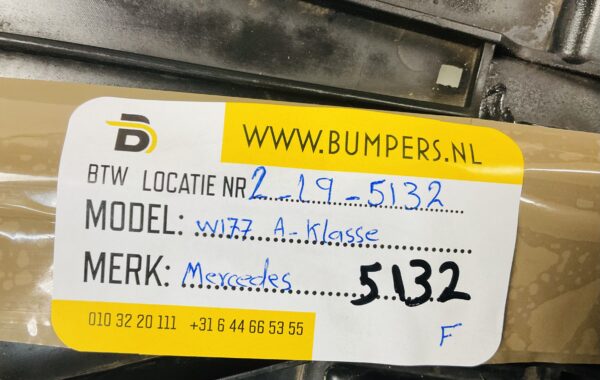 B
WWW.BUMPERS.NL
BTW LOCATIE NR 2-19-5132
MODEL: W177 A-Klasse
MERK: Mercedes 5132
010 32 20 111 +31 6 44 66 53 55
F